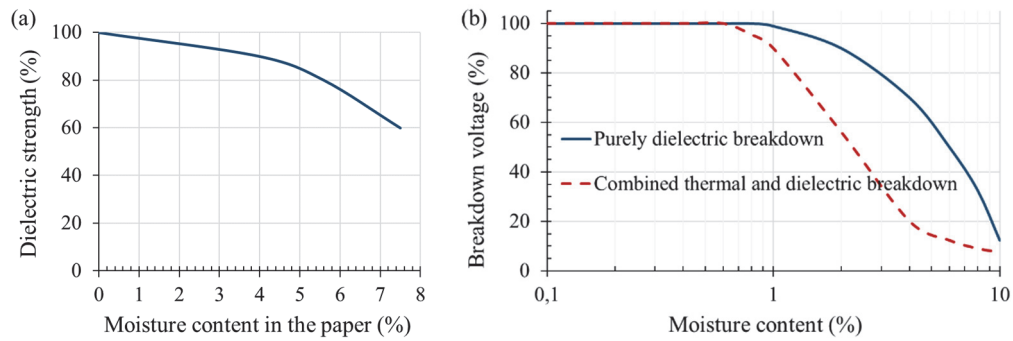 (a)
Dielectric strength (%)
100
80
60
40
20
0
0 1 2 3 4 5 6 7 8
Moisture content in the paper (%)
(b)
Breakdown voltage (%)
100
80
60
40
20
0
Purely dielectric breakdown
Combined thermal and dielectric breakdown
0,1 1 10
Moisture content (%)